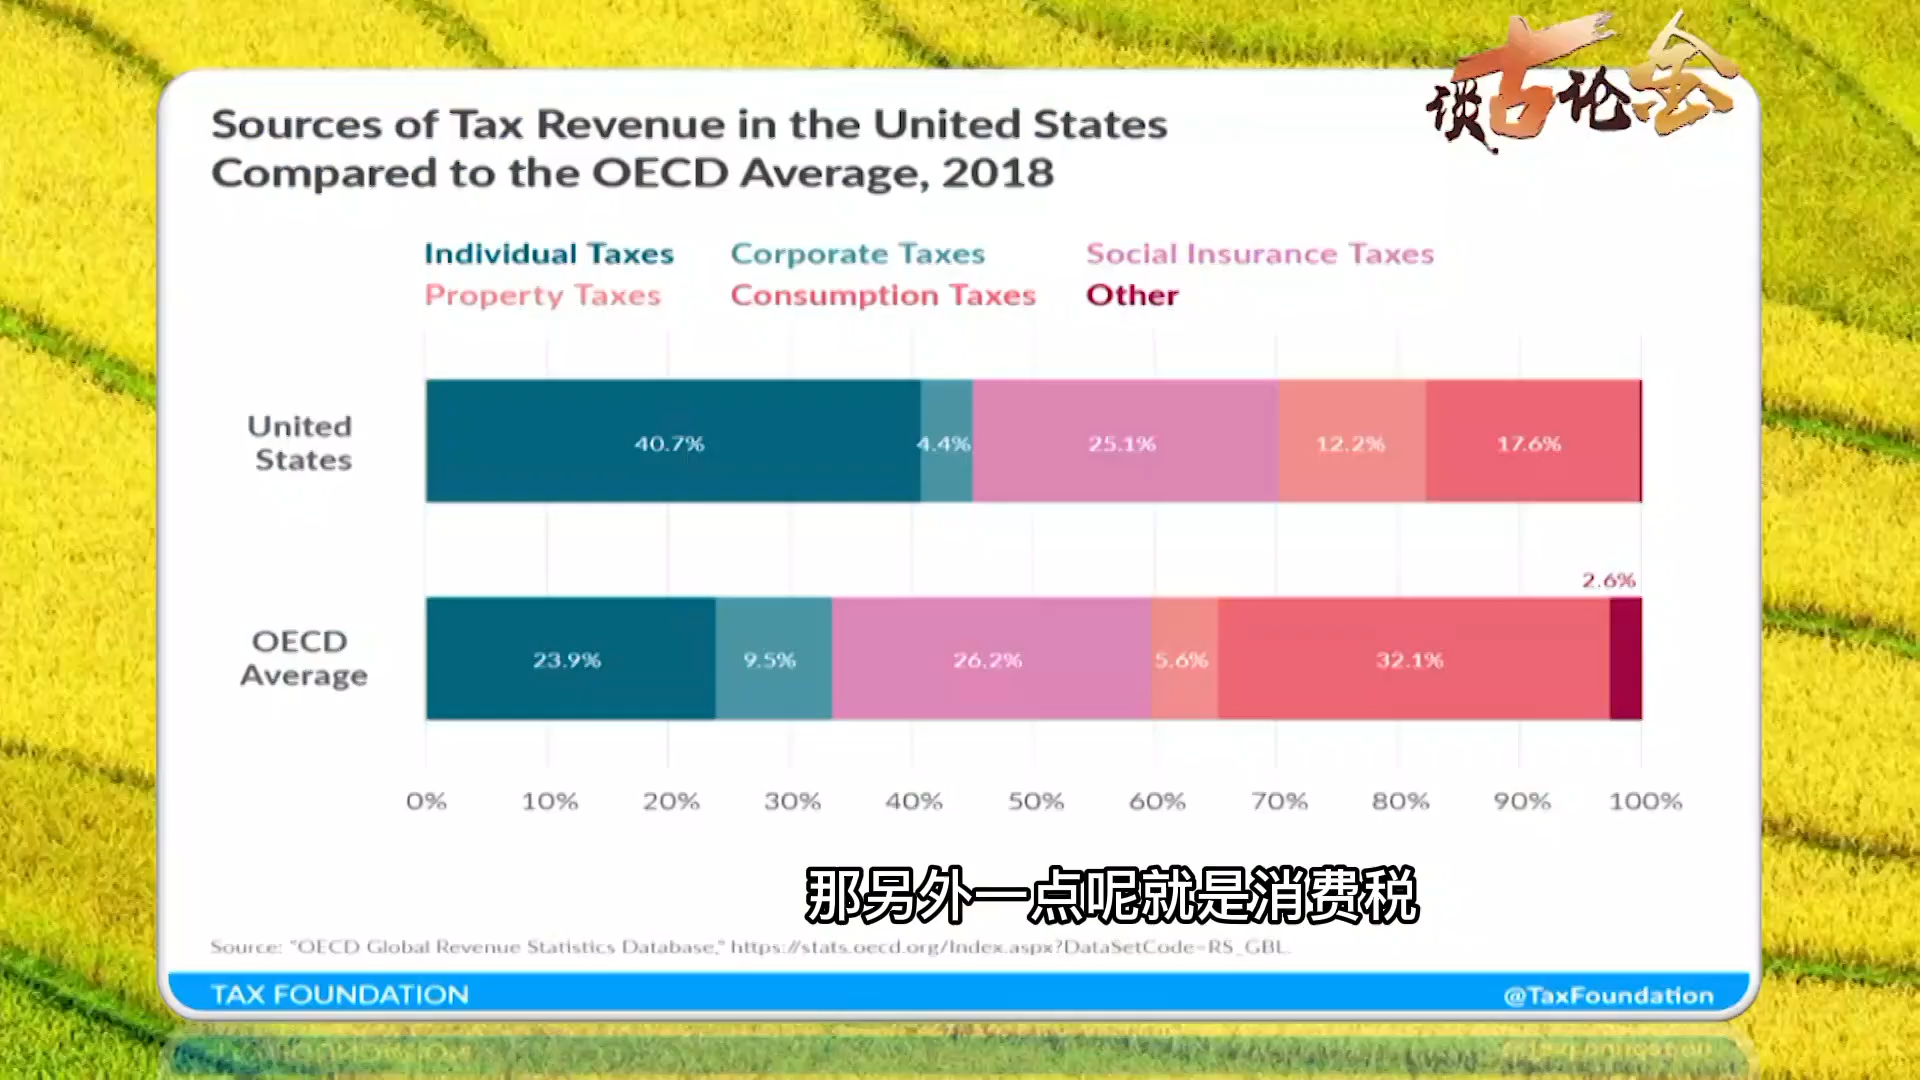 谈古论金
Sources of Tax Revenue in the United States
Compared to the OECD Average, 2018
Individual Taxes Corporate Taxes Social Insurance Taxes
Property Taxes Consumption Taxes Other
United
States
40.7% 4.4% 25.1% 12.2% 17.6%
2.6%
OECD
Average
23.9% 9.5% 26.2% 5.6% 32.1%
0% 10% 20% 30% 40% 50% 60% 70% 80% 90% 100%
那另外一点呢就是消费税
Source: "OECD Global Revenue Statistics Database," https://stats.oecd.org/Index.aspx?DataSetCode=RS_GBL.
TAX FOUNDATION @TaxFoundation